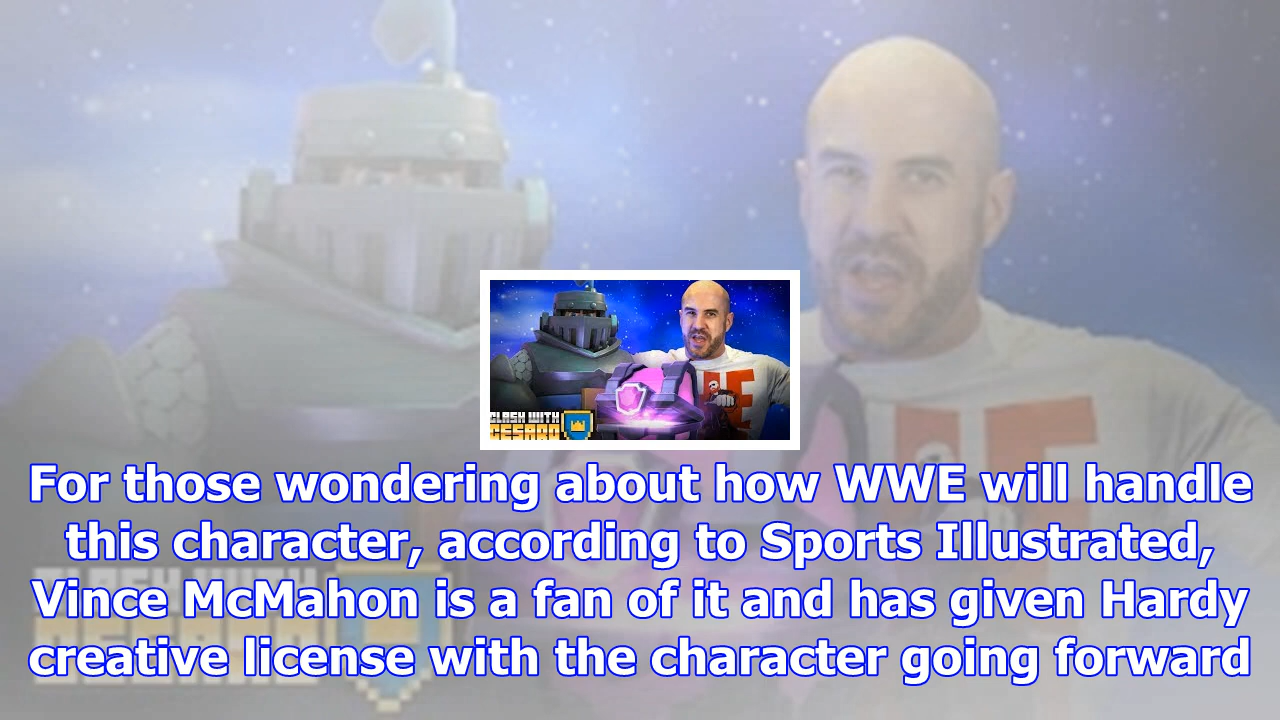 CLASH WITH
CESARO
For those wondering about how WWE will handle
this character, according to Sports Illustrated,
Vince McMahon is a fan of it and has given Hardy
creative license with the character going forward